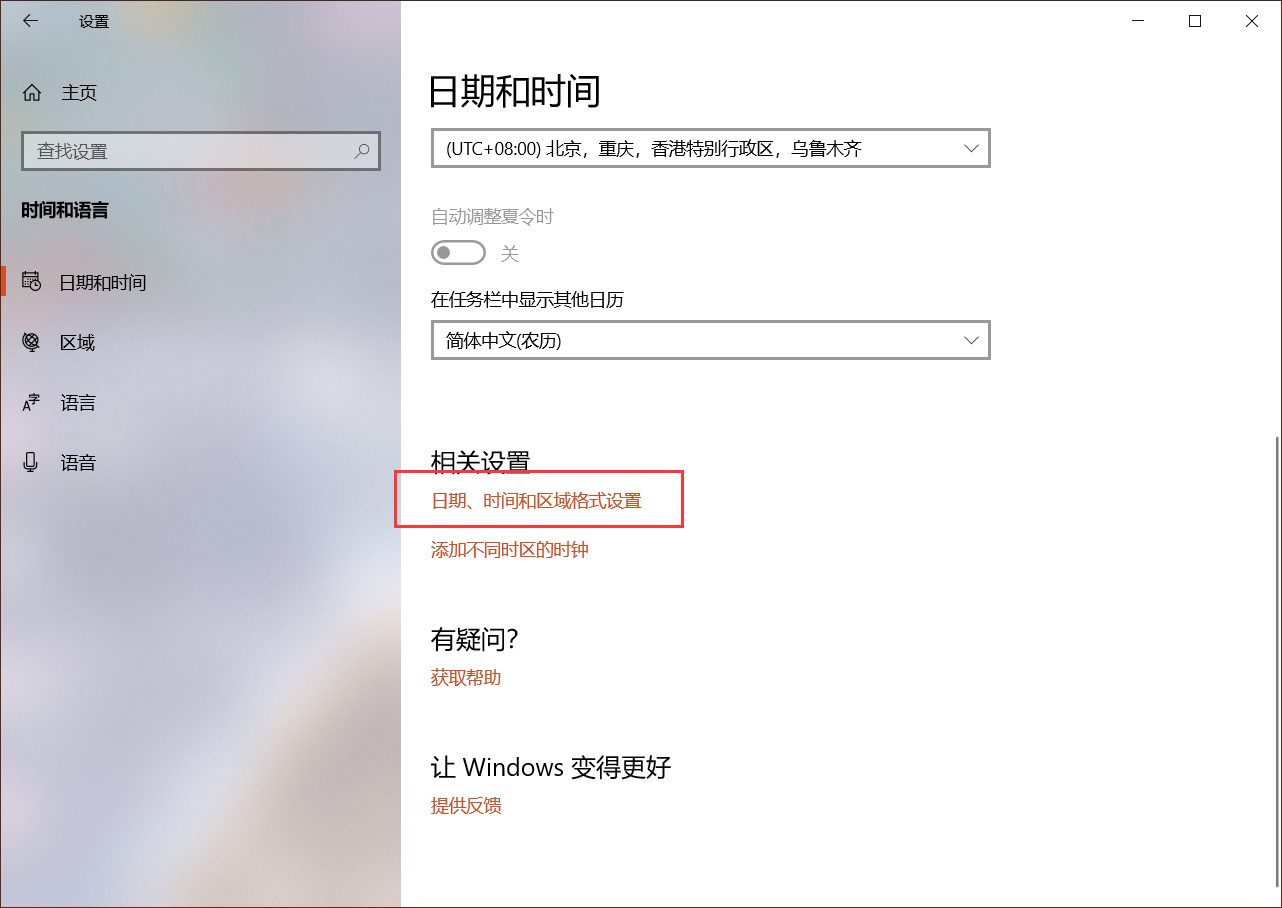 设置
主页
查找设置
时间和语言
日期和时间
区域
语言
语音
日期和时间
(UTC+08:00) 北京，重庆，香港特别行政区，乌鲁木齐
自动调整夏令时
关
在任务栏中显示其他日历
简体中文(农历)
相关设置
日期、时间和区域格式设置
添加不同时区的时钟
有疑问?
获取帮助
让 Windows 变得更好
提供反馈